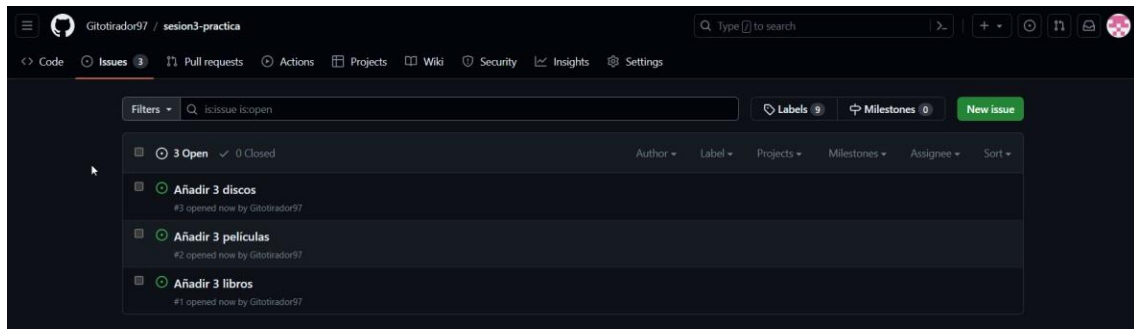 Gitotirador97 / sesion3-practica Type / to search
Code Issues 3 Pull requests Actions Projects Wiki Security Insights Settings
Filters is:issue is:open Labels 9 Milestones 0 New issue
3 Open 0 Closed Author Label Projects Milestones Assignee Sort
Añadir 3 discos
#3 opened now by Gitotirador97
Añadir 3 películas
#2 opened now by Gitotirador97
Añadir 3 libros
#1 opened now by Gitotirador97